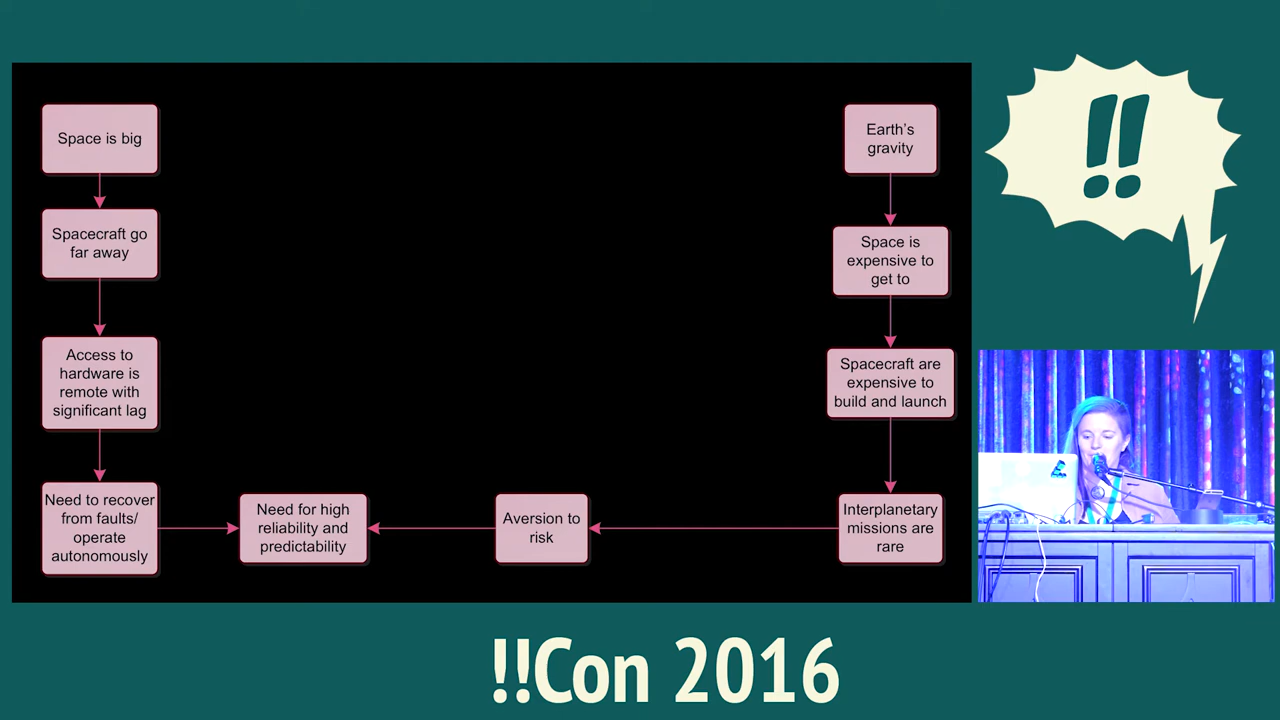 Space is big
Spacecraft go
far away
Access to
hardware is
remote with
significant lag
Need to recover
from faults/
operate
autonomously
Need for high
reliability and
predictability
Aversion to
risk
Earth’s
gravity
Space is
expensive to
get to
Spacecraft are
expensive to
build and launch
Interplanetary
missions are
rare
!!
!!Con 2016